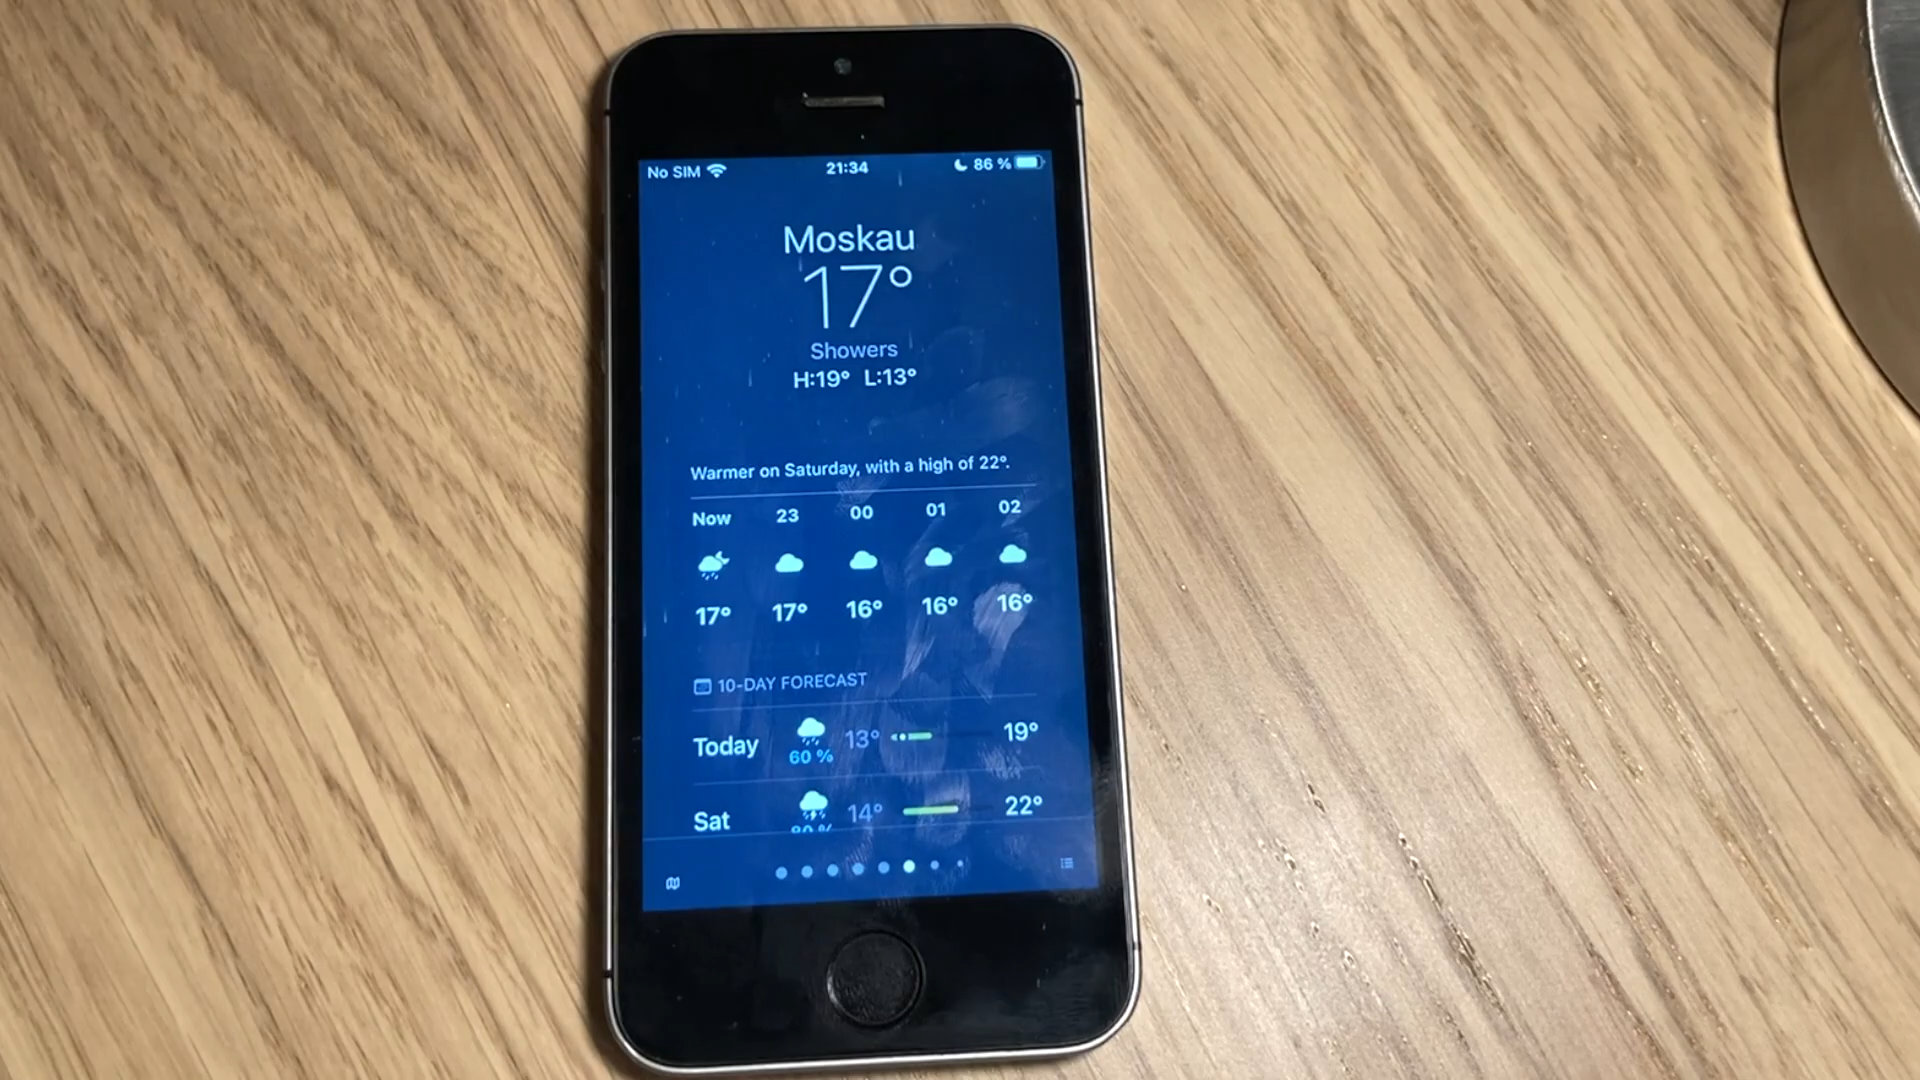 No SIM 21:34 86 %
Moskau
17°
Showers
H:19° L:13°
Warmer on Saturday, with a high of 22°.
Now 23 00 01 02
17° 17° 16° 16° 16°
10-DAY FORECAST
Today 13° 19°
60 %
Sat 14° 22°